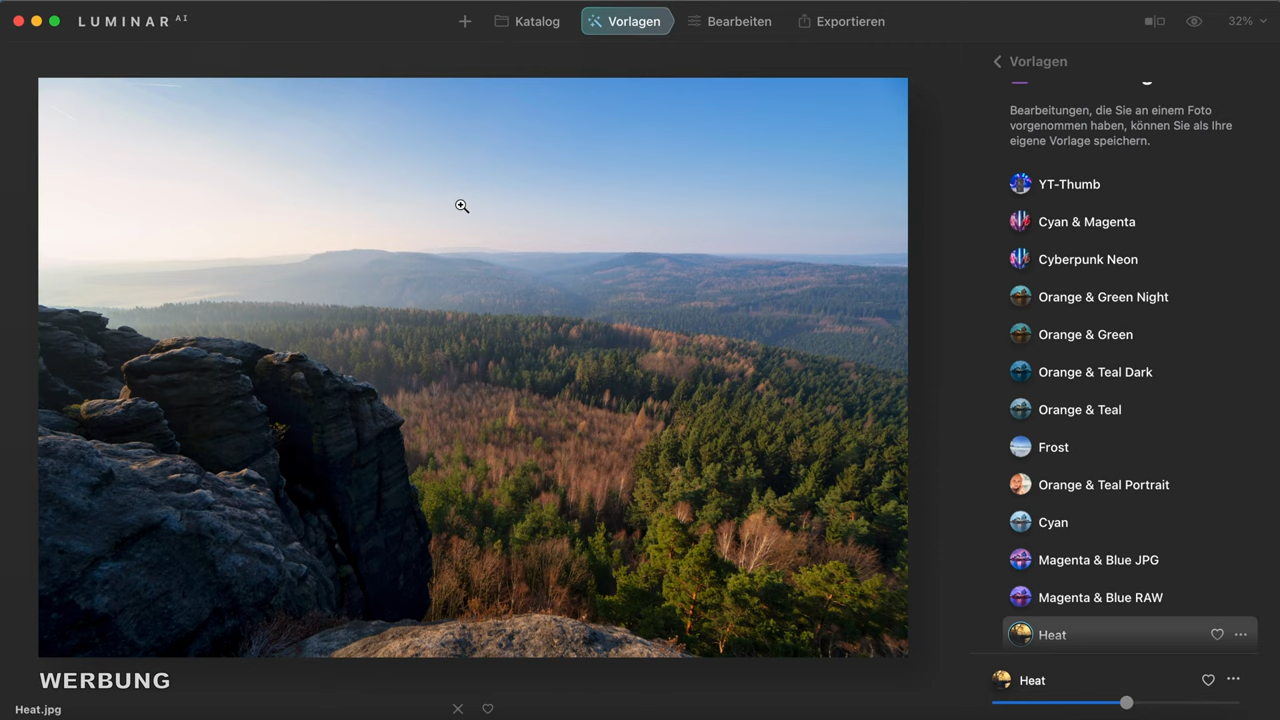 LUMINAR AI
Katalog
Vorlagen
Bearbeiten
Exportieren
32%
Vorlagen
Bearbeitungen, die Sie an einem Foto
vorgenommen haben, können Sie als Ihre
eigene Vorlage speichern.
YT-Thumb
Cyan & Magenta
Cyberpunk Neon
Orange & Green Night
Orange & Green
Orange & Teal Dark
Orange & Teal
Frost
Orange & Teal Portrait
Cyan
Magenta & Blue JPG
Magenta & Blue RAW
Heat
Heat
WERBUNG
Heat.jpg